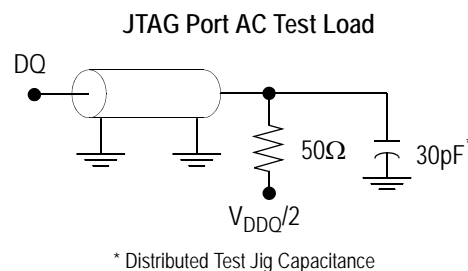 JTAG Port AC Test Load
DQ
50Ω
30pF*
VDDQ/2
* Distributed Test Jig Capacitance